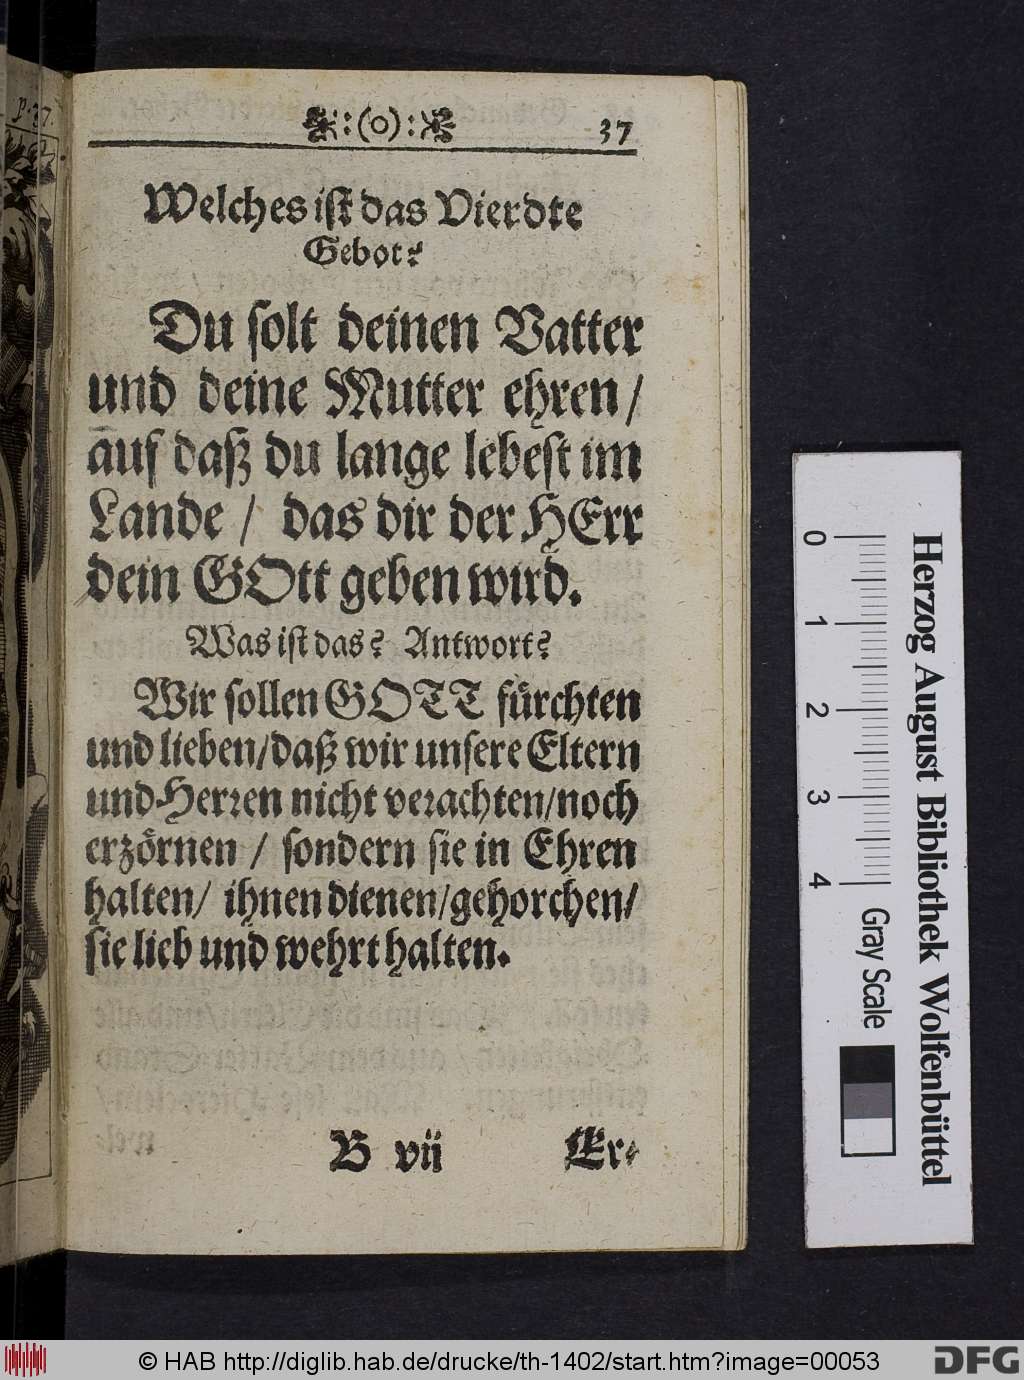 P. 37.
❧:(o):❧ 37
Welches iſt das Vierdte
Gebot?
Du ſolt deinen Vatter
und deine Mutter ehren/
auf daß du lange lebeſt im
Lande / das dir der HErr
dein GOtt geben wird.
Was iſt das? Antwort?
Wir ſollen GOTT fürchten
und lieben/daß wir unſere Eltern
und Herꝛen nicht verachten/noch
erzörnen / ſondern ſie in Ehren
halten/ ihnen dienen/gehorchen/
ſie lieb und wehrt halten.
B vij Er-
0 1 2 3 4
Herzog August Bibliothek Wolfenbüttel
Gray Scale
© HAB http://diglib.hab.de/drucke/th-1402/start.htm?image=00053
DFG